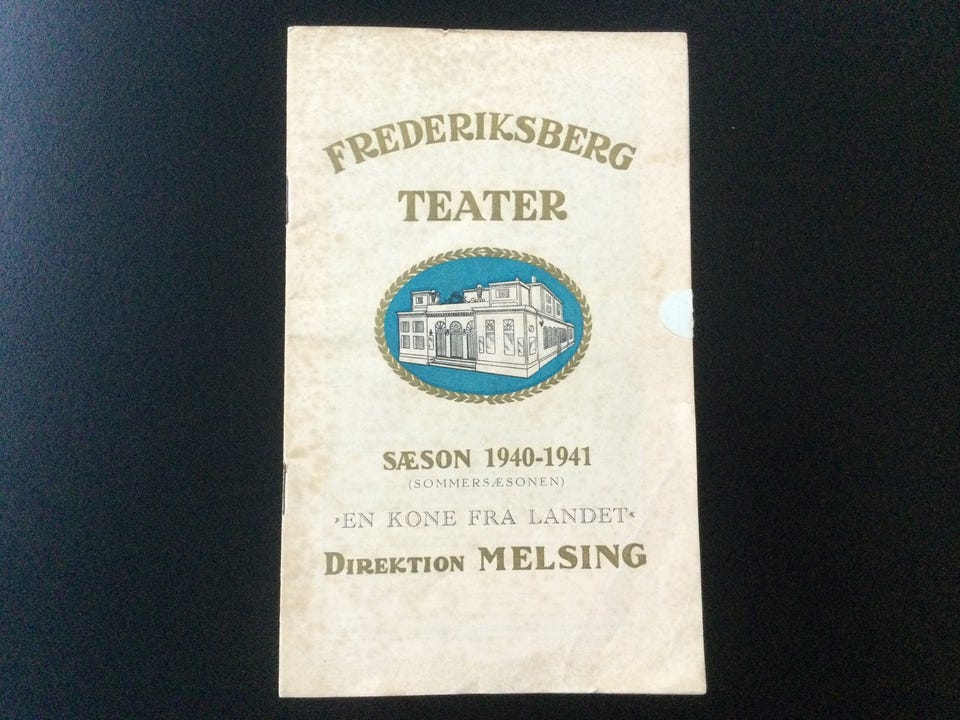 FREDERIKSBERG
TEATER
SÆSON 1940-1941
(SOMMERSÆSONEN)
»EN KONE FRA LANDET«
DIREKTION MELSING